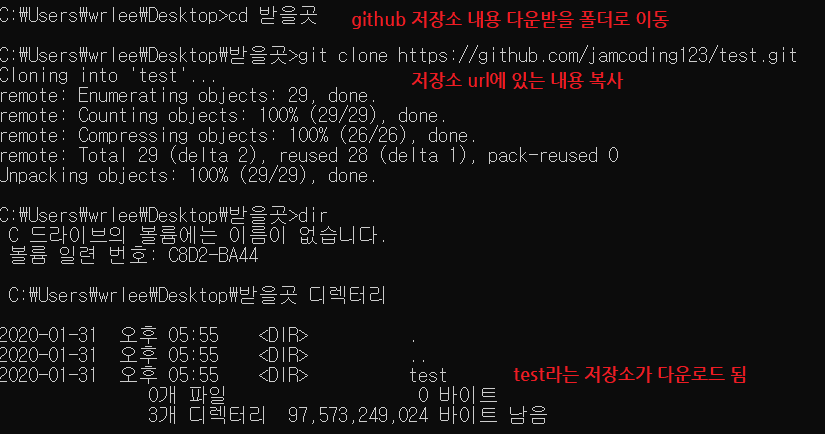 C:\Users\wrlee\Desktop>cd 받을곳 github 저장소 내용 다운받을 폴더로 이동
C:\Users\wrlee\Desktop\받을곳>git clone https://github.com/jamcoding123/test.git
Cloning into 'test'... 저장소 url에 있는 내용 복사
remote: Enumerating objects: 29, done.
remote: Counting objects: 100% (29/29), done.
remote: Compressing objects: 100% (26/26), done.
remote: Total 29 (delta 2), reused 28 (delta 1), pack-reused 0
Unpacking objects: 100% (29/29), done.
C:\Users\wrlee\Desktop\받을곳>dir
C 드라이브의 볼륨에는 이름이 없습니다.
볼륨 일련 번호: C8D2-BA44
C:\Users\wrlee\Desktop\받을곳 디렉터리
2020-01-31 오후 05:55 <DIR> .
2020-01-31 오후 05:55 <DIR> ..
2020-01-31 오후 05:55 <DIR> test test라는 저장소가 다운로드 됨
0개 파일 0 바이트
3개 디렉터리 97,573,249,024 바이트 남음